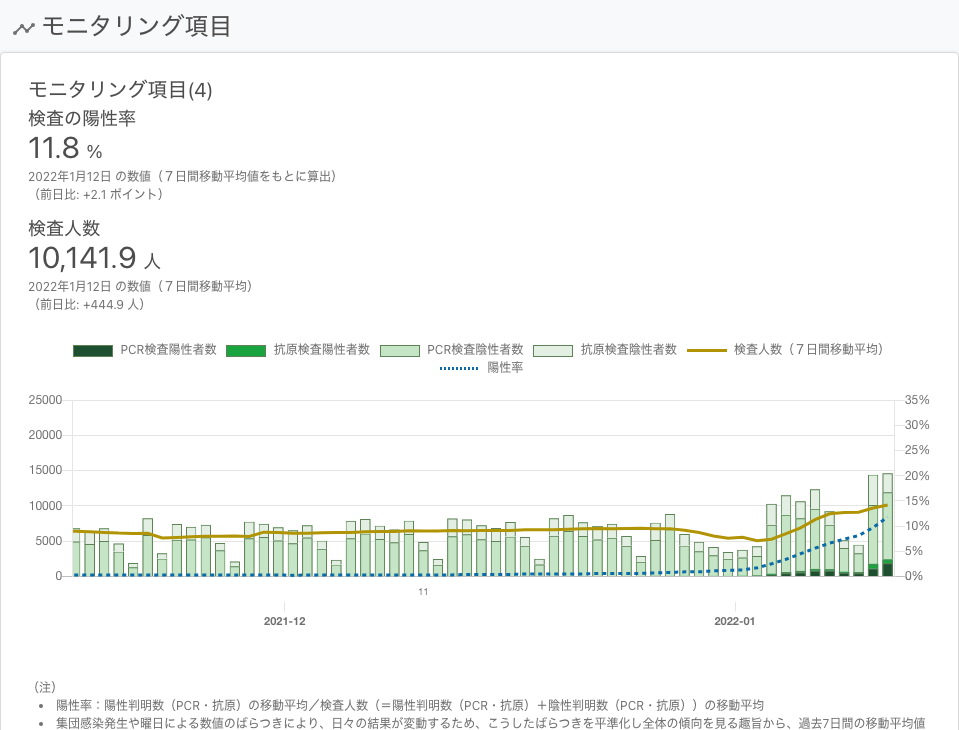 モニタリング項目
モニタリング項目(4)
検査の陽性率
11.8 %
2022年1月12日 の数値（７日間移動平均値をもとに算出）
（前日比: +2.1 ポイント）
検査人数
10,141.9 人
2022年1月12日 の数値（７日間移動平均）
（前日比: +444.9 人）
PCR検査陽性者数 抗原検査陽性者数 PCR検査陰性者数 抗原検査陰性者数 検査人数（７日間移動平均）
陽性率
25000 35%
30%
20000
25%
15000 20%
15%
10000
10%
5000
5%
0 0%
11
2021-12 2022-01
（注）
• 陽性率：陽性判明数（PCR・抗原）の移動平均／検査人数（＝陽性判明数（PCR・抗原）＋陰性判明数（PCR・抗原））の移動平均
• 集団感染発生や曜日による数値のばらつきにより、日々の結果が変動するため、こうしたばらつきを平準化し全体の傾向を見る趣旨から、過去7日間の移動平均値